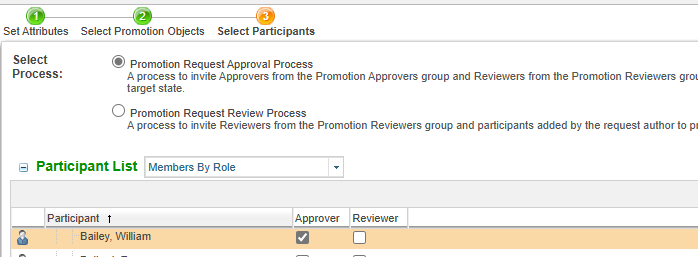 1 2 3
Set Attributes Select Promotion Objects Select Participants
Select Process:
Promotion Request Approval Process
A process to invite Approvers from the Promotion Approvers group and Reviewers from the Promotion Reviewers
target state.
Promotion Request Review Process
A process to invite Reviewers from the Promotion Reviewers group and participants added by the request author to
Participant List Members By Role
Participant Approver Reviewer
Bailey, William